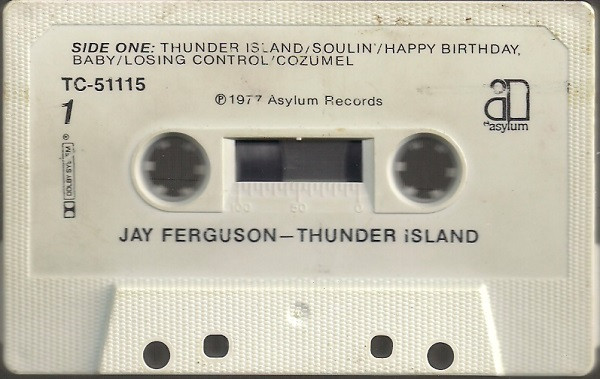 SIDE ONE: THUNDER ISLAND/SOULIN'/HAPPY BIRTHDAY,
BABY/LOSING CONTROL/COZUMEL
TC-51115
1
℗ 1977 Asylum Records
asylum
DOLBY SYS.™
100 50 0
JAY FERGUSON—THUNDER iSLAND